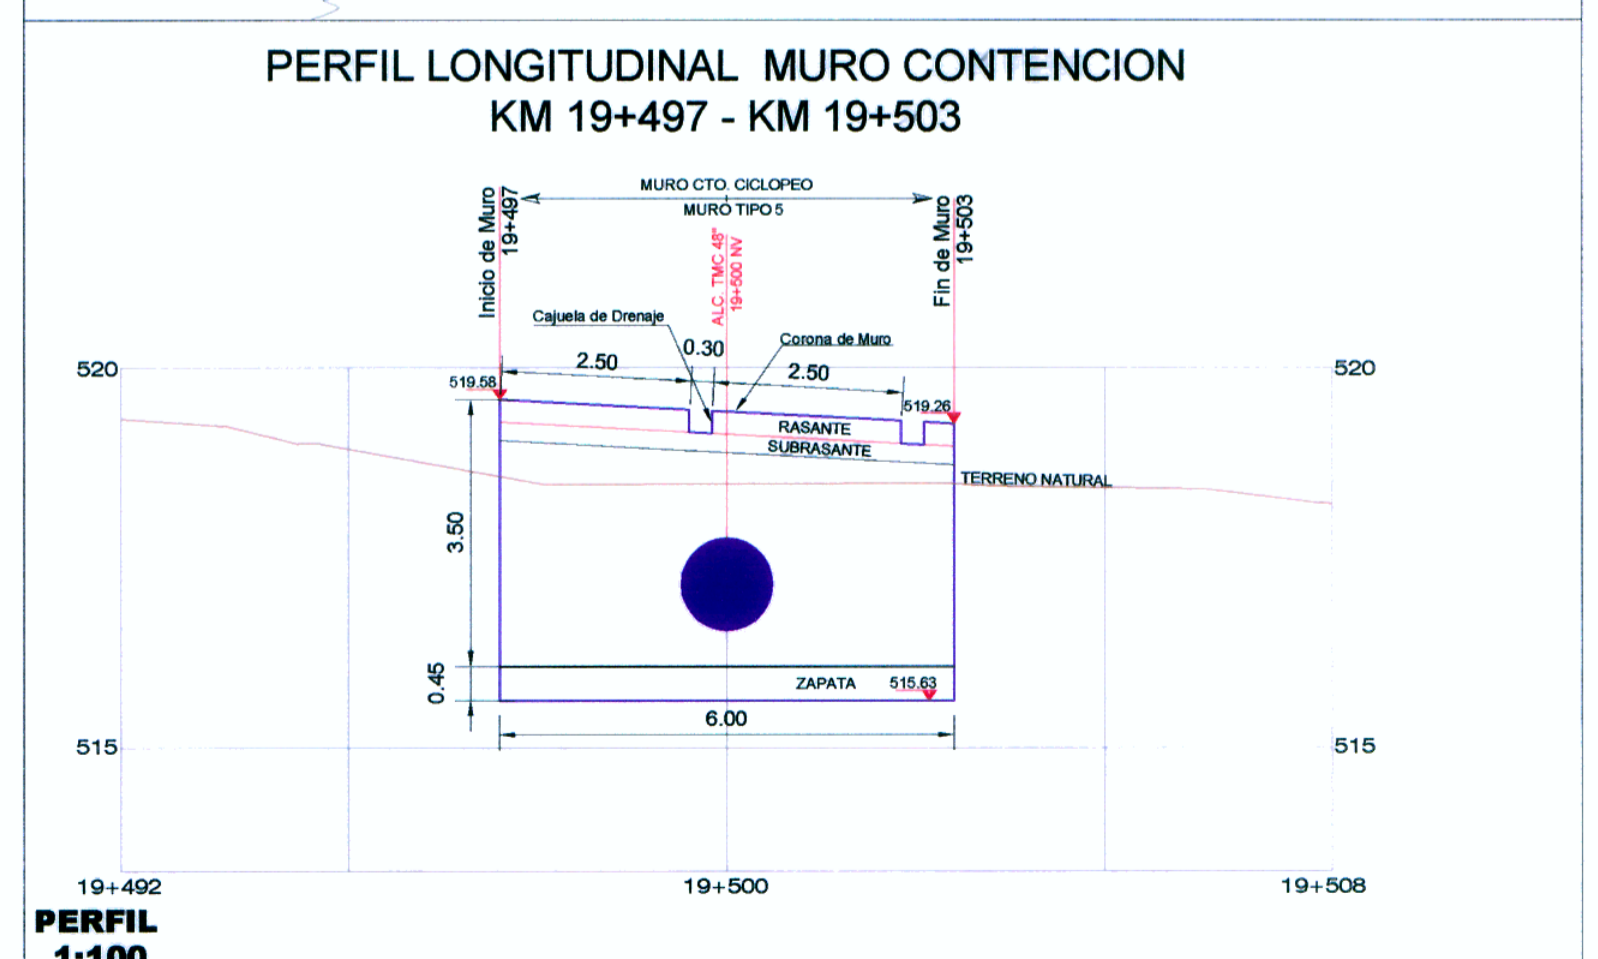 PERFIL LONGITUDINAL MURO CONTENCION
KM 19+497 - KM 19+503
MURO CTO. CICLOPEO
MURO TIPO 5
Inicio de Muro
19+497
Fin de Muro
19+503
ALC. TMC 48"
19+500 NV
Cajuela de Drenaje
Corona de Muro
0.30
2.50
2.50
520
520
519.58
519.26
RASANTE
SUBRASANTE
TERRENO NATURAL
3.50
0.45
ZAPATA
515.63
6.00
515
515
19+492
19+500
19+508
PERFIL
1:100